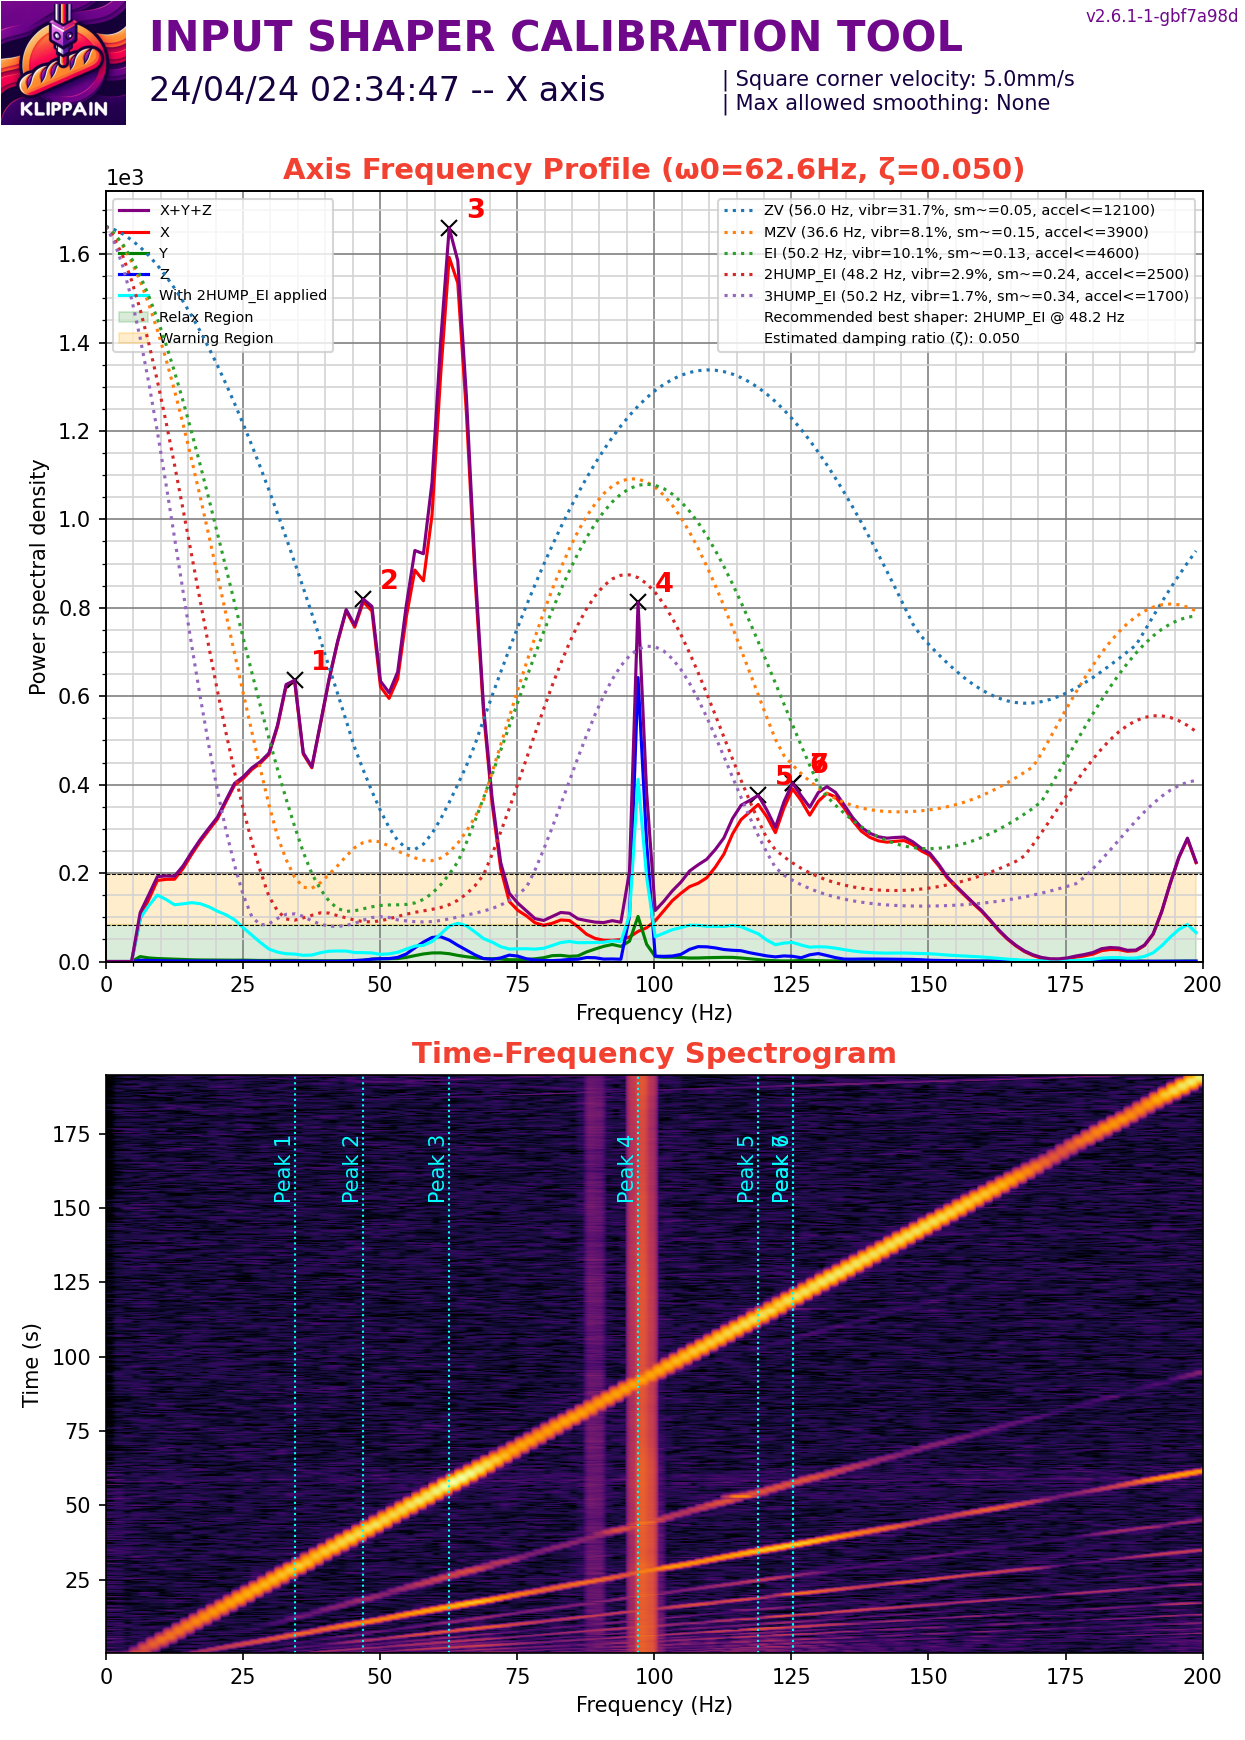 KLIPPAIN
INPUT SHAPER CALIBRATION TOOL
v2.6.1-1-gbf7a98d
24/04/24 02:34:47 -- X axis
| Square corner velocity: 5.0mm/s
| Max allowed smoothing: None
Axis Frequency Profile (ω0=62.6Hz, ζ=0.050)
1e3
X+Y+Z
X
Y
Z
With 2HUMP_EI applied
Relax Region
Warning Region
ZV (56.0 Hz, vibr=31.7%, sm~=0.05, accel<=12100)
MZV (36.6 Hz, vibr=8.1%, sm~=0.15, accel<=3900)
EI (50.2 Hz, vibr=10.1%, sm~=0.13, accel<=4600)
2HUMP_EI (48.2 Hz, vibr=2.9%, sm~=0.24, accel<=2500)
3HUMP_EI (50.2 Hz, vibr=1.7%, sm~=0.34, accel<=1700)
Recommended best shaper: 2HUMP_EI @ 48.2 Hz
Estimated damping ratio (ζ): 0.050
1
2
3
4
5
Power spectral density
1.6
1.4
1.2
1.0
0.8
0.6
0.4
0.2
0.0
0 25 50 75 100 125 150 175 200
Frequency (Hz)
Time-Frequency Spectrogram
Peak 1
Peak 2
Peak 3
Peak 4
Peak 5
Time (s)
175
150
125
100
75
50
25
0 25 50 75 100 125 150 175 200
Frequency (Hz)